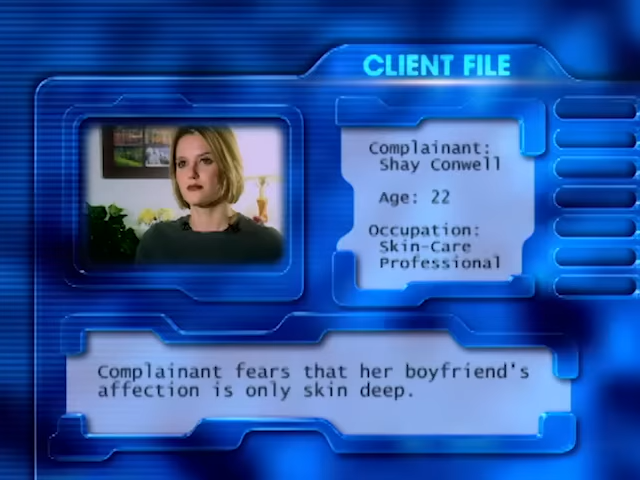 CLIENT FILE
Complainant:
Shay Conwell
Age: 22
Occupation:
Skin-Care
Professional
Complainant fears that her boyfriend's
affection is only skin deep.